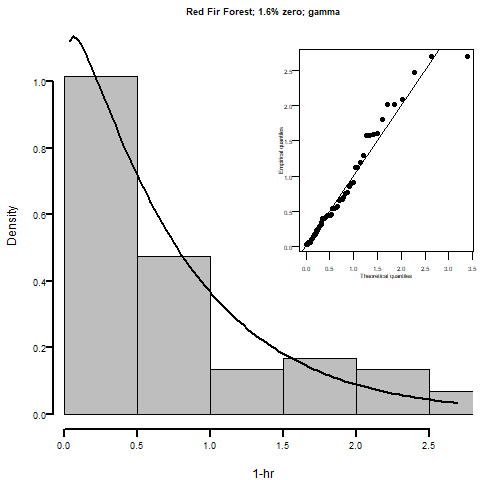 Red Fir Forest; 1.6% zero; gamma
Density
0.0
0.2
0.4
0.6
0.8
1.0
0.0 0.5 1.0 1.5 2.0 2.5
1-hr
Empirical quantiles
0.0
0.5
1.0
1.5
2.0
2.5
0.0 0.5 1.0 1.5 2.0 2.5 3.0 3.5
Theoretical quantiles